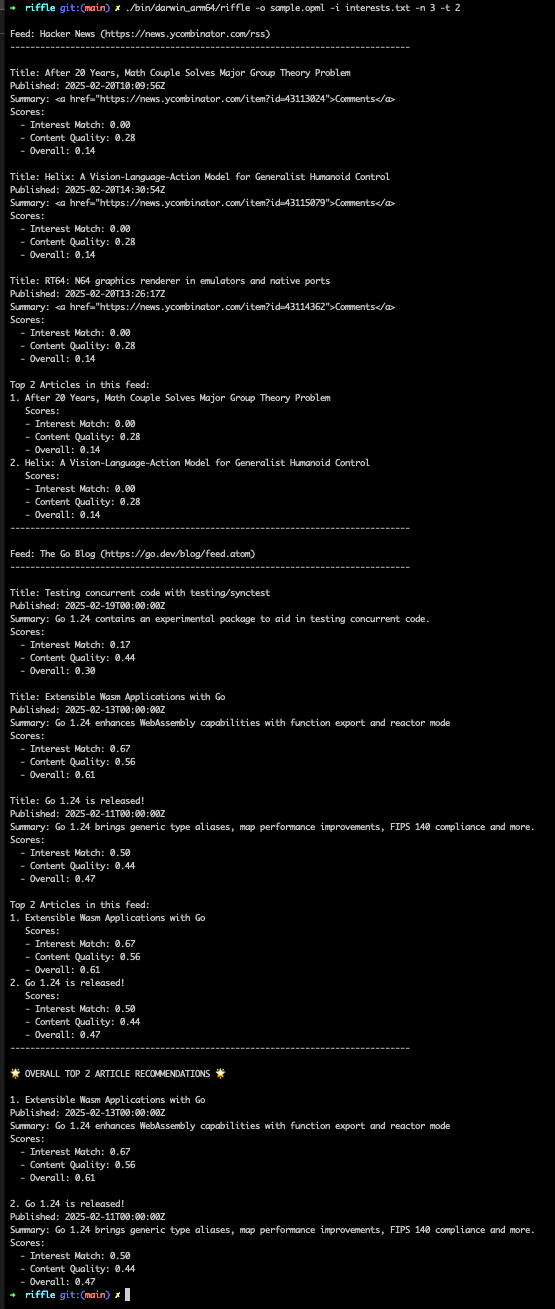 ➜  riffle git:(main) ✗ ./bin/darwin_arm64/riffle -o sample.opml -i interests.txt -n 3 -t 2

Feed: Hacker News (https://news.ycombinator.com/rss)
--------------------------------------------------------------------------------

Title: After 20 Years, Math Couple Solves Major Group Theory Problem
Published: 2025-02-20T10:09:56Z
Summary: <a href="https://news.ycombinator.com/item?id=43113024">Comments</a>
Scores:
  - Interest Match: 0.00
  - Content Quality: 0.28
  - Overall: 0.14

Title: Helix: A Vision-Language-Action Model for Generalist Humanoid Control
Published: 2025-02-20T14:30:54Z
Summary: <a href="https://news.ycombinator.com/item?id=43115079">Comments</a>
Scores:
  - Interest Match: 0.00
  - Content Quality: 0.28
  - Overall: 0.14

Title: RT64: N64 graphics renderer in emulators and native ports
Published: 2025-02-20T13:26:17Z
Summary: <a href="https://news.ycombinator.com/item?id=43114362">Comments</a>
Scores:
  - Interest Match: 0.00
  - Content Quality: 0.28
  - Overall: 0.14

Top 2 Articles in this feed:
1. After 20 Years, Math Couple Solves Major Group Theory Problem
   Scores:
   - Interest Match: 0.00
   - Content Quality: 0.28
   - Overall: 0.14
2. Helix: A Vision-Language-Action Model for Generalist Humanoid Control
   Scores:
   - Interest Match: 0.00
   - Content Quality: 0.28
   - Overall: 0.14
--------------------------------------------------------------------------------

Feed: The Go Blog (https://go.dev/blog/feed.atom)
--------------------------------------------------------------------------------

Title: Testing concurrent code with testing/synctest
Published: 2025-02-19T00:00:00Z
Summary: Go 1.24 contains an experimental package to aid in testing concurrent code.
Scores:
  - Interest Match: 0.17
  - Content Quality: 0.44
  - Overall: 0.30

Title: Extensible Wasm Applications with Go
Published: 2025-02-13T00:00:00Z
Summary: Go 1.24 enhances WebAssembly capabilities with function export and reactor mode
Scores:
  - Interest Match: 0.67
  - Content Quality: 0.56
  - Overall: 0.61

Title: Go 1.24 is released!
Published: 2025-02-11T00:00:00Z
Summary: Go 1.24 brings generic type aliases, map performance improvements, FIPS 140 compliance and more.
Scores:
  - Interest Match: 0.50
  - Content Quality: 0.44
  - Overall: 0.47

Top 2 Articles in this feed:
1. Extensible Wasm Applications with Go
   Scores:
   - Interest Match: 0.67
   - Content Quality: 0.56
   - Overall: 0.61
2. Go 1.24 is released!
   Scores:
   - Interest Match: 0.50
   - Content Quality: 0.44
   - Overall: 0.47
--------------------------------------------------------------------------------

🌟 OVERALL TOP 2 ARTICLE RECOMMENDATIONS 🌟

1. Extensible Wasm Applications with Go
Published: 2025-02-13T00:00:00Z
Summary: Go 1.24 enhances WebAssembly capabilities with function export and reactor mode
Scores:
  - Interest Match: 0.67
  - Content Quality: 0.56
  - Overall: 0.61

2. Go 1.24 is released!
Published: 2025-02-11T00:00:00Z
Summary: Go 1.24 brings generic type aliases, map performance improvements, FIPS 140 compliance and more.
Scores:
  - Interest Match: 0.50
  - Content Quality: 0.44
  - Overall: 0.47
➜  riffle git:(main) ✗